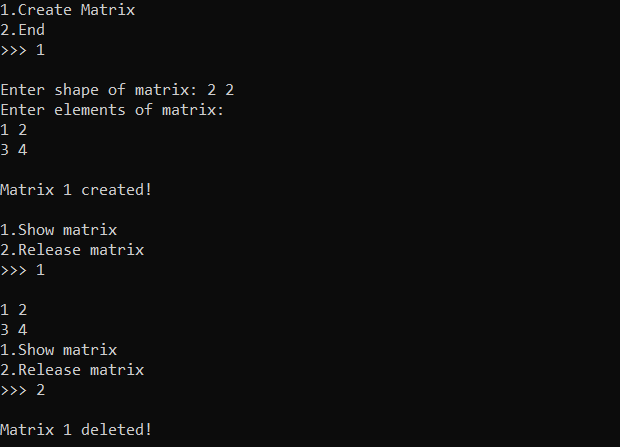 1.Create Matrix
2.End
>>> 1
Enter shape of matrix: 2 2
Enter elements of matrix:
1 2
3 4
Matrix 1 created!
1.Show matrix
2.Release matrix
>>> 1
1 2
3 4
1.Show matrix
2.Release matrix
>>> 2
Matrix 1 deleted!